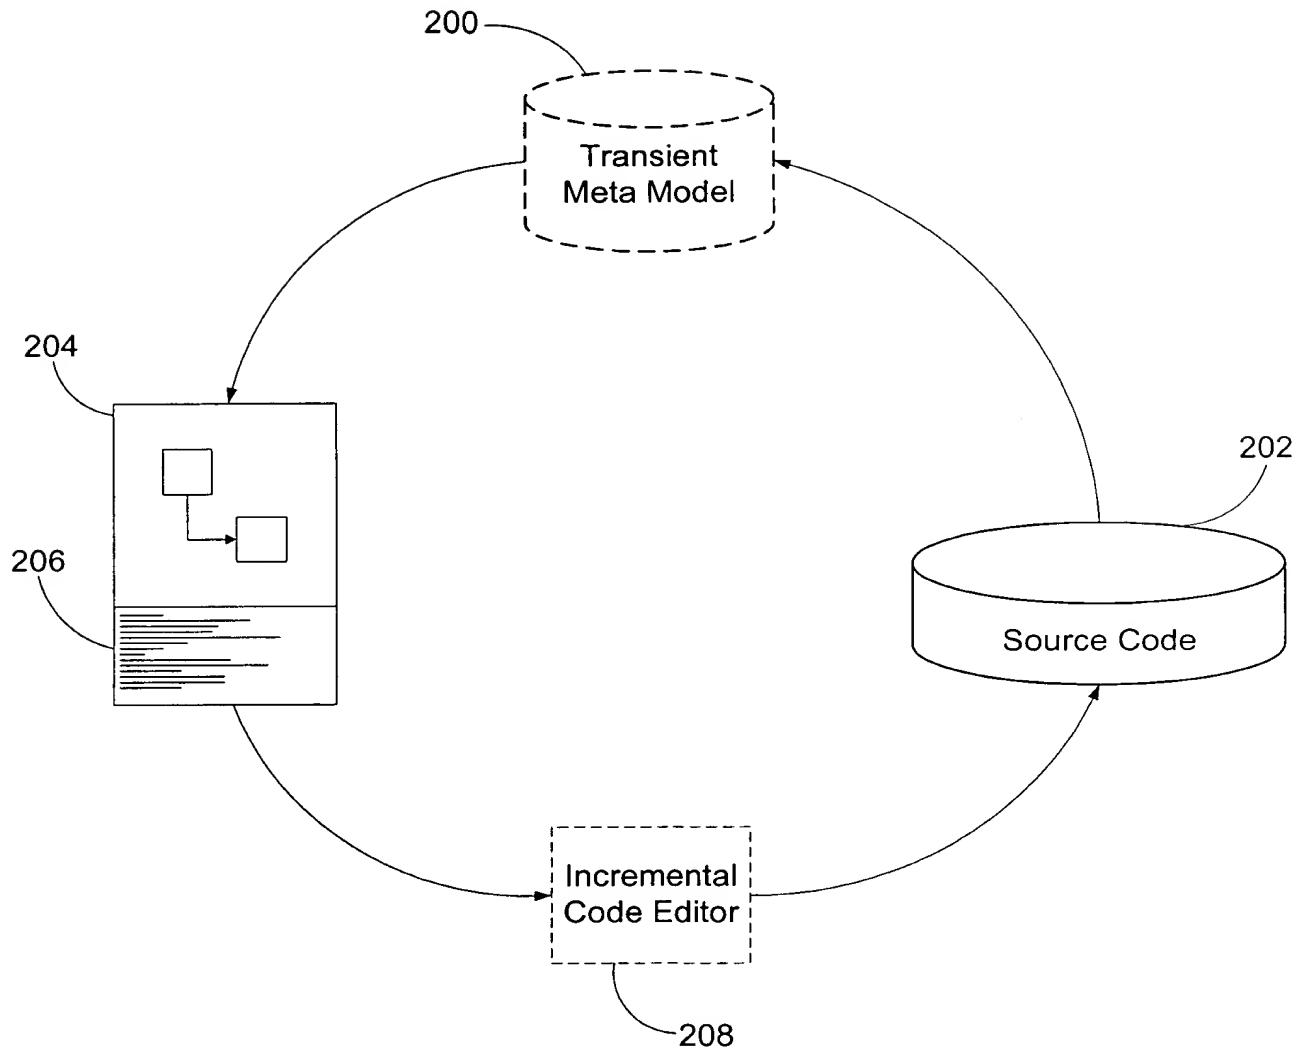 200
Transient
Meta Model
204
202
206
Source Code
Incremental
Code Editor
208